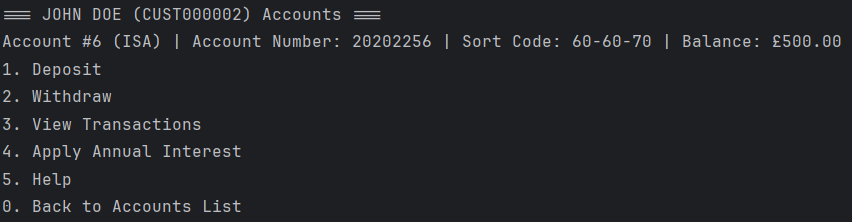 === JOHN DOE (CUST000002) Accounts ===
Account #6 (ISA) | Account Number: 20202256 | Sort Code: 60-60-70 | Balance: £500.00
1. Deposit
2. Withdraw
3. View Transactions
4. Apply Annual Interest
5. Help
0. Back to Accounts List